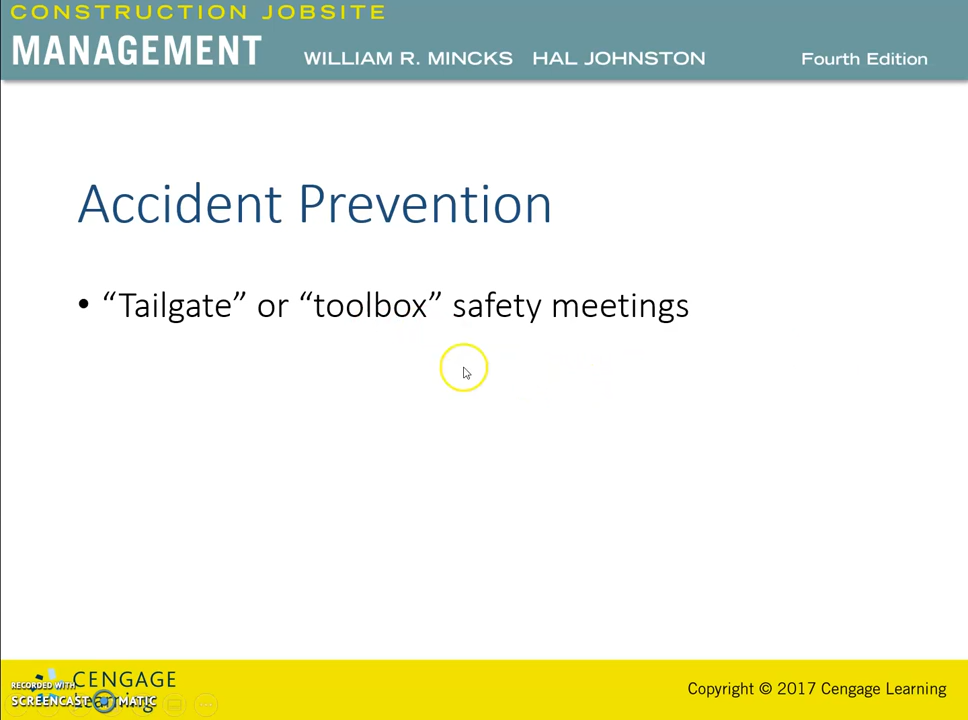 CONSTRUCTION JOBSITE
MANAGEMENT WILLIAM R. MINCKS HAL JOHNSTON Fourth Edition
Accident Prevention
• “Tailgate” or “toolbox” safety meetings
CENGAGE
Learning
RECORDED WITH
SCREENCAST MATIC
Copyright © 2017 Cengage Learning